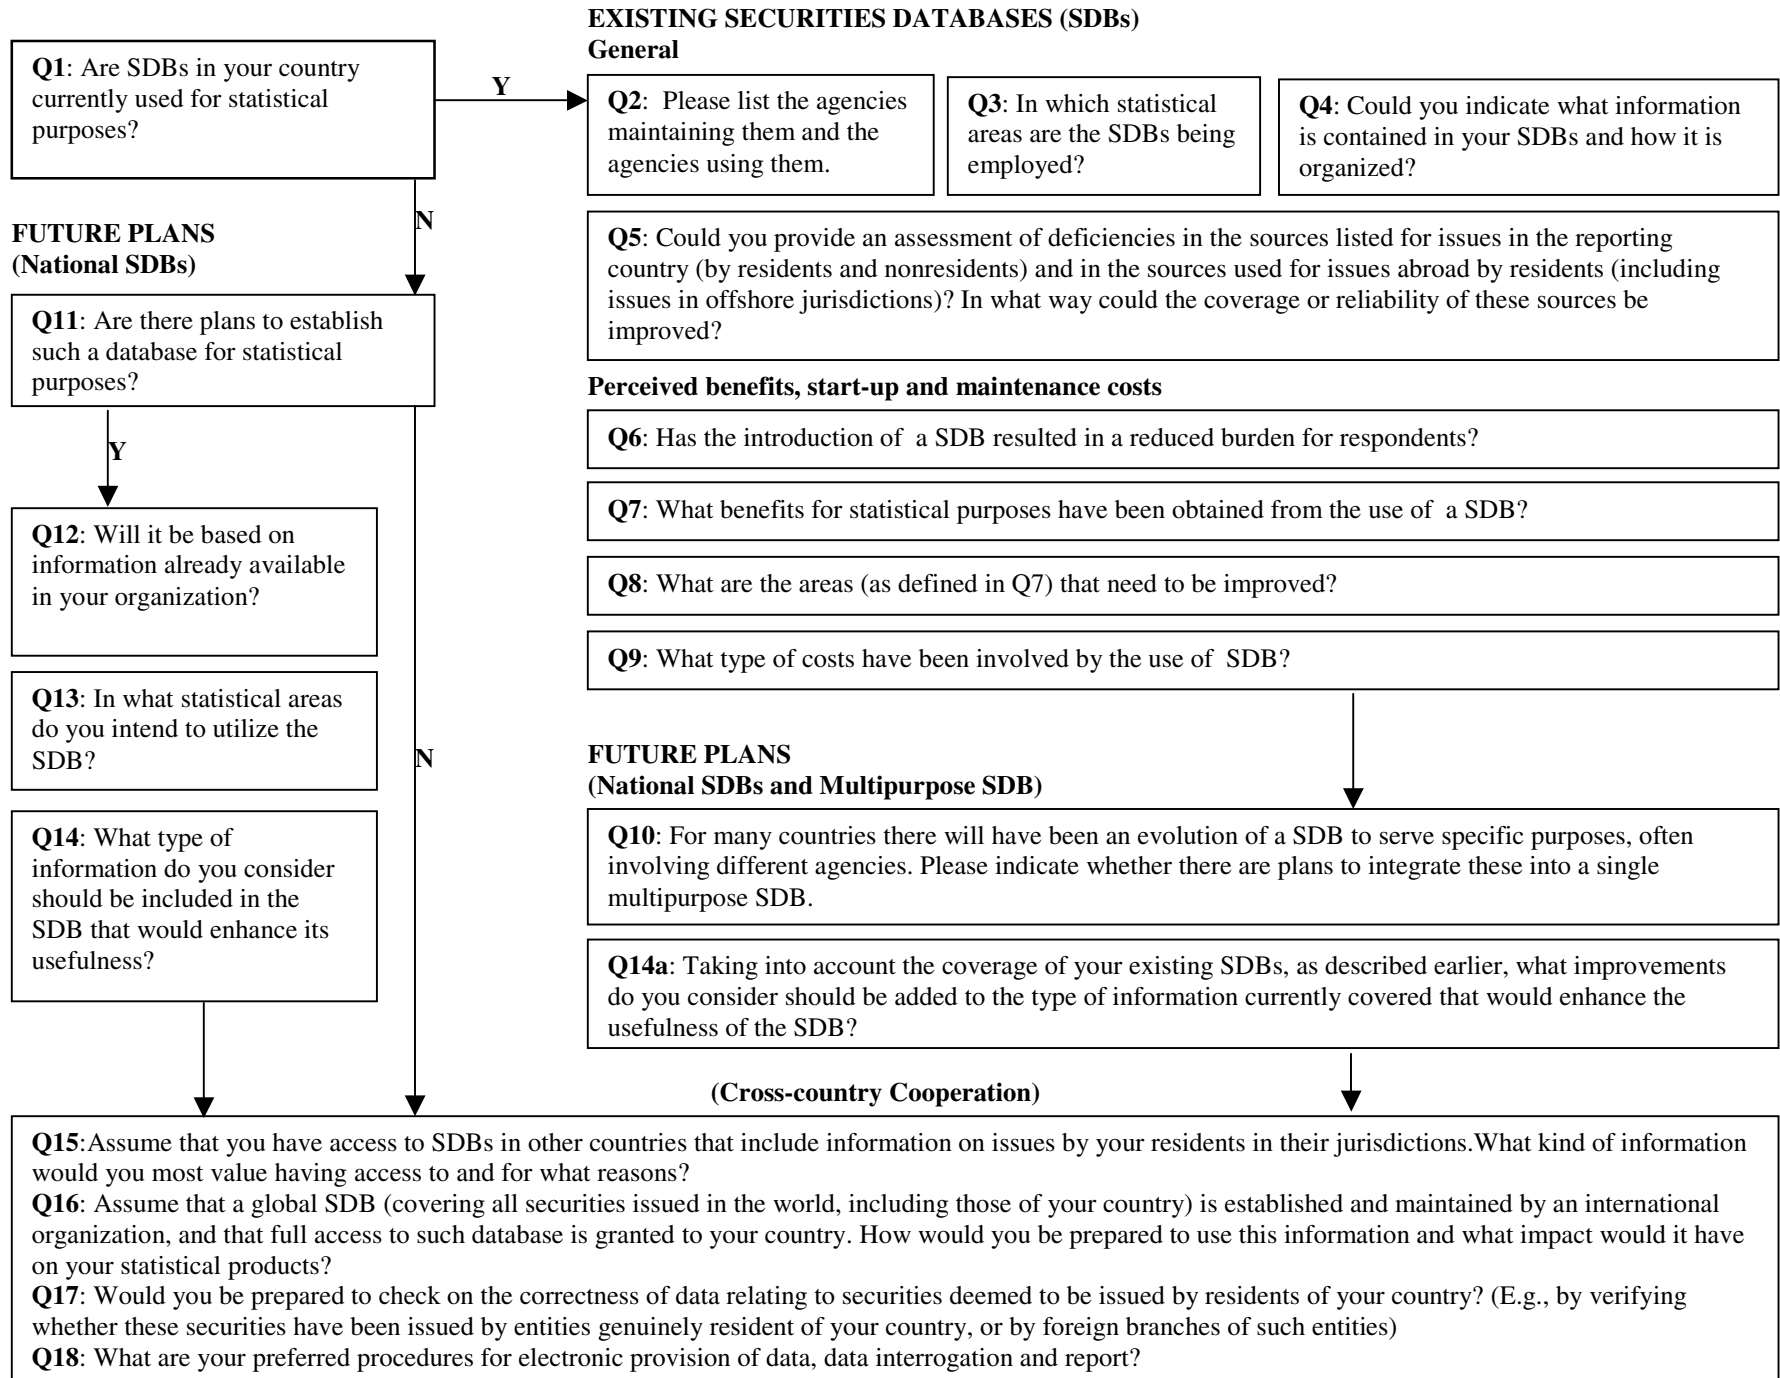 EXISTING SECURITIES DATABASES (SDBs)
General
Q1: Are SDBs in your country
currently used for statistical
purposes?
Y
N
Q2:  Please list the agencies
maintaining them and the
agencies using them.
Q3: In which statistical
areas are the SDBs being
employed?
Q4: Could you indicate what information
is contained in your SDBs and how it is
organized?
Q5: Could you provide an assessment of deficiencies in the sources listed for issues in the reporting
country (by residents and nonresidents) and in the sources used for issues abroad by residents (including
issues in offshore jurisdictions)? In what way could the coverage or reliability of these sources be
improved?
Perceived benefits, start-up and maintenance costs
Q6: Has the introduction of  a SDB resulted in a reduced burden for respondents?
Q7: What benefits for statistical purposes have been obtained from the use of  a SDB?
Q8: What are the areas (as defined in Q7) that need to be improved?
Q9: What type of costs have been involved by the use of  SDB?
FUTURE PLANS
(National SDBs and Multipurpose SDB)
Q10: For many countries there will have been an evolution of a SDB to serve specific purposes, often
involving different agencies. Please indicate whether there are plans to integrate these into a single
multipurpose SDB.
Q14a: Taking into account the coverage of your existing SDBs, as described earlier, what improvements
do you consider should be added to the type of information currently covered that would enhance the
usefulness of the SDB?
FUTURE PLANS
(National SDBs)
Q11: Are there plans to establish
such a database for statistical
purposes?
Y
N
Q12: Will it be based on
information already available
in your organization?
Q13: In what statistical areas
do you intend to utilize the
SDB?
Q14: What type of
information do you consider
should be included in the
SDB that would enhance its
usefulness?
(Cross-country Cooperation)
Q15:Assume that you have access to SDBs in other countries that include information on issues by your residents in their jurisdictions.What kind of information
would you most value having access to and for what reasons?
Q16: Assume that a global SDB (covering all securities issued in the world, including those of your country) is established and maintained by an international
organization, and that full access to such database is granted to your country. How would you be prepared to use this information and what impact would it have
on your statistical products?
Q17: Would you be prepared to check on the correctness of data relating to securities deemed to be issued by residents of your country? (E.g., by verifying
whether these securities have been issued by entities genuinely resident of your country, or by foreign branches of such entities)
Q18: What are your preferred procedures for electronic provision of data, data interrogation and report?